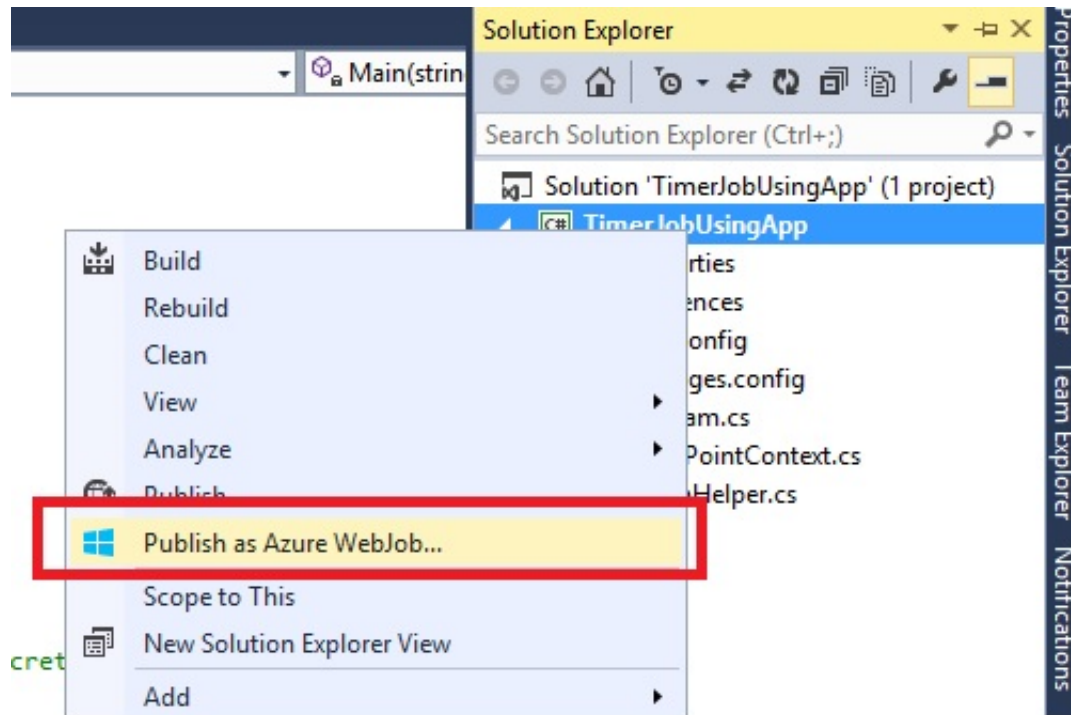 Solution Explorer
Main(strin
Search Solution Explorer (Ctrl+;)
Solution 'TimerJobUsingApp' (1 project)
C# TimerJobUsingApp
rties
ences
onfig
ges.config
am.cs
PointContext.cs
Helper.cs
Build
Rebuild
Clean
View
Analyze
Publish
Publish as Azure WebJob...
Scope to This
New Solution Explorer View
Add
cret
Properties
Solution Explorer
Team Explorer
Notifications